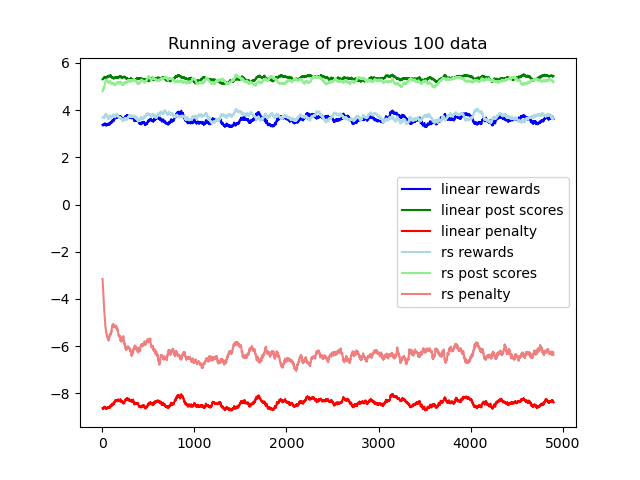 Running average of previous 100 data
6
4
2
0
−2
−4
−6
−8
linear rewards
linear post scores
linear penalty
rs rewards
rs post scores
rs penalty
0 1000 2000 3000 4000 5000